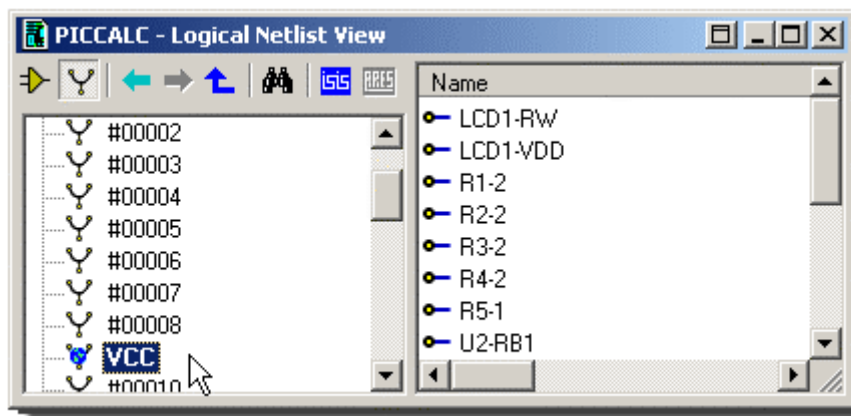 PICCALC - Logical Netlist View
isis
ARES
Name
#00002
#00003
#00004
#00005
#00006
#00007
#00008
VCC
#00010
LCD1-RW
LCD1-VDD
R1-2
R2-2
R3-2
R4-2
R5-1
U2-RB1